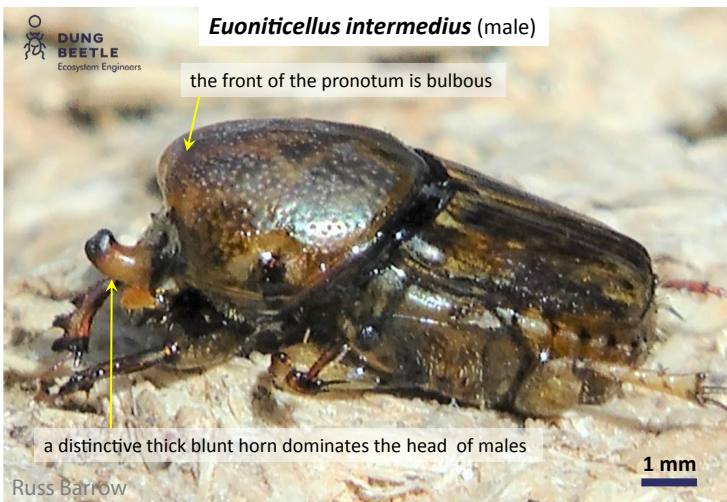 Euoniticellus intermedius (male)
DUNG
BEETLE
Ecosystem Engineers
the front of the pronotum is bulbous
a distinctive thick blunt horn dominates the head of males
1 mm
Russ Barrow